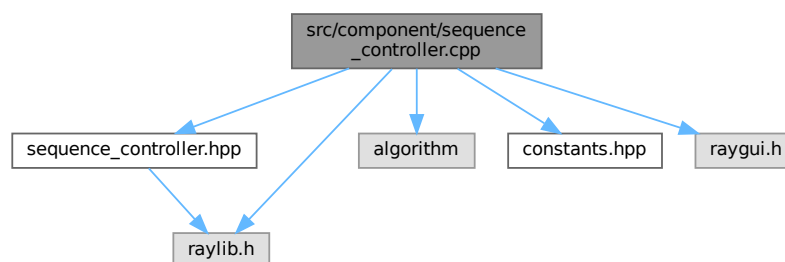 src/component/sequence
_controller.cpp
sequence_controller.hpp
algorithm
constants.hpp
raygui.h
raylib.h